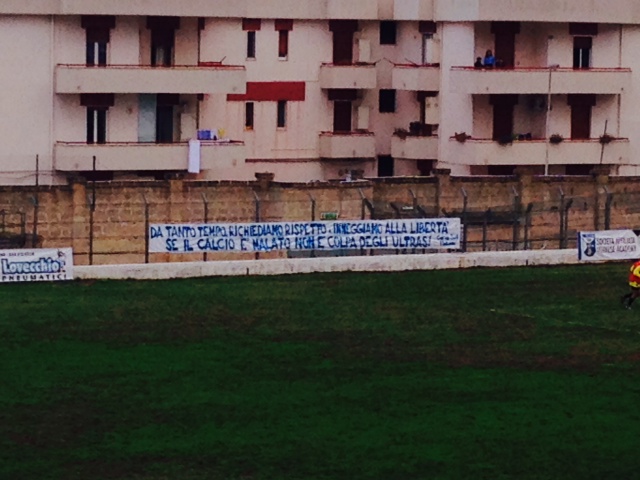 DA TANTO TEMPO RICHIEDIAMO RISPETTO - INNEGGIAMO ALLA LIBERTA'
SE IL CALCIO E' MALATO NON E' COLPA DEGLI ULTRAS!
Lovecchio
PNEUMATICI